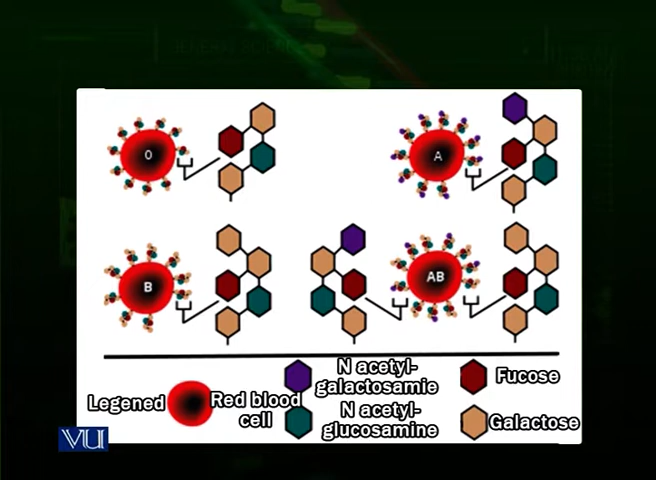 O
A
B
AB
N acetyl-
galactosamie
Fucose
Legened
Red blood
cell
N acetyl-
glucosamine
Galactose
VU